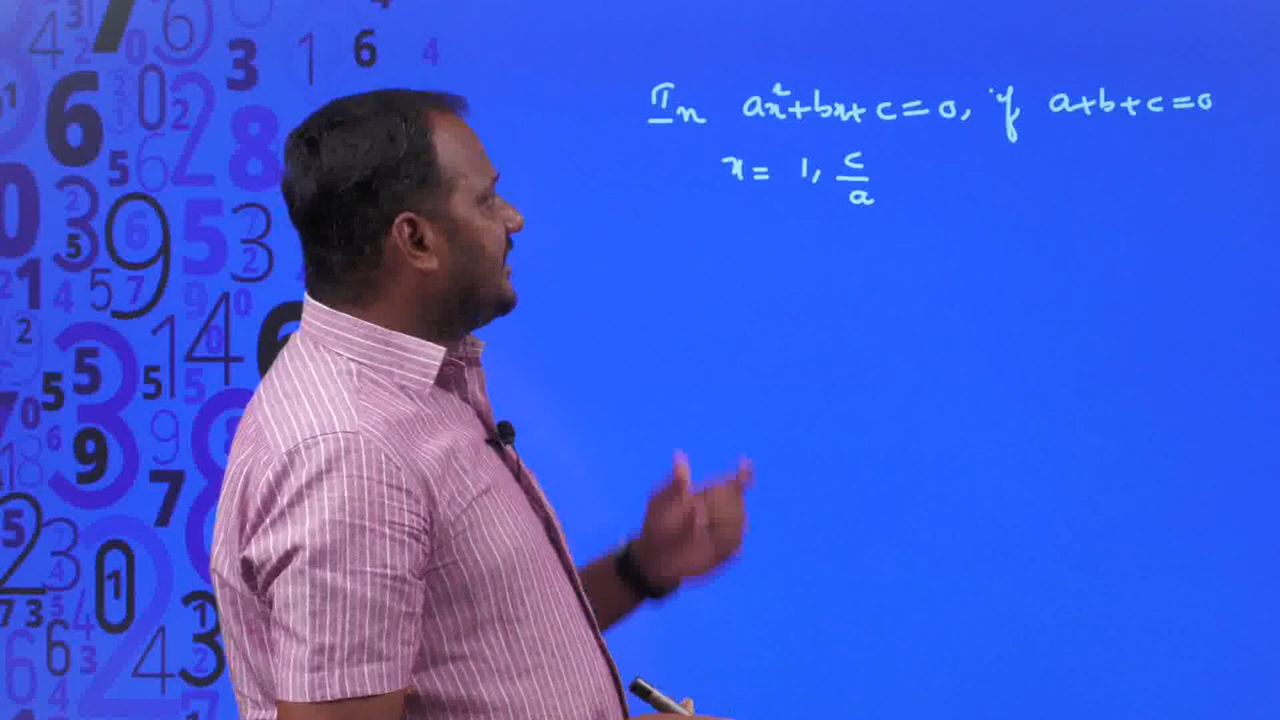 In ax²+bx+c=0, if a+b+c=0
x= 1, c/a